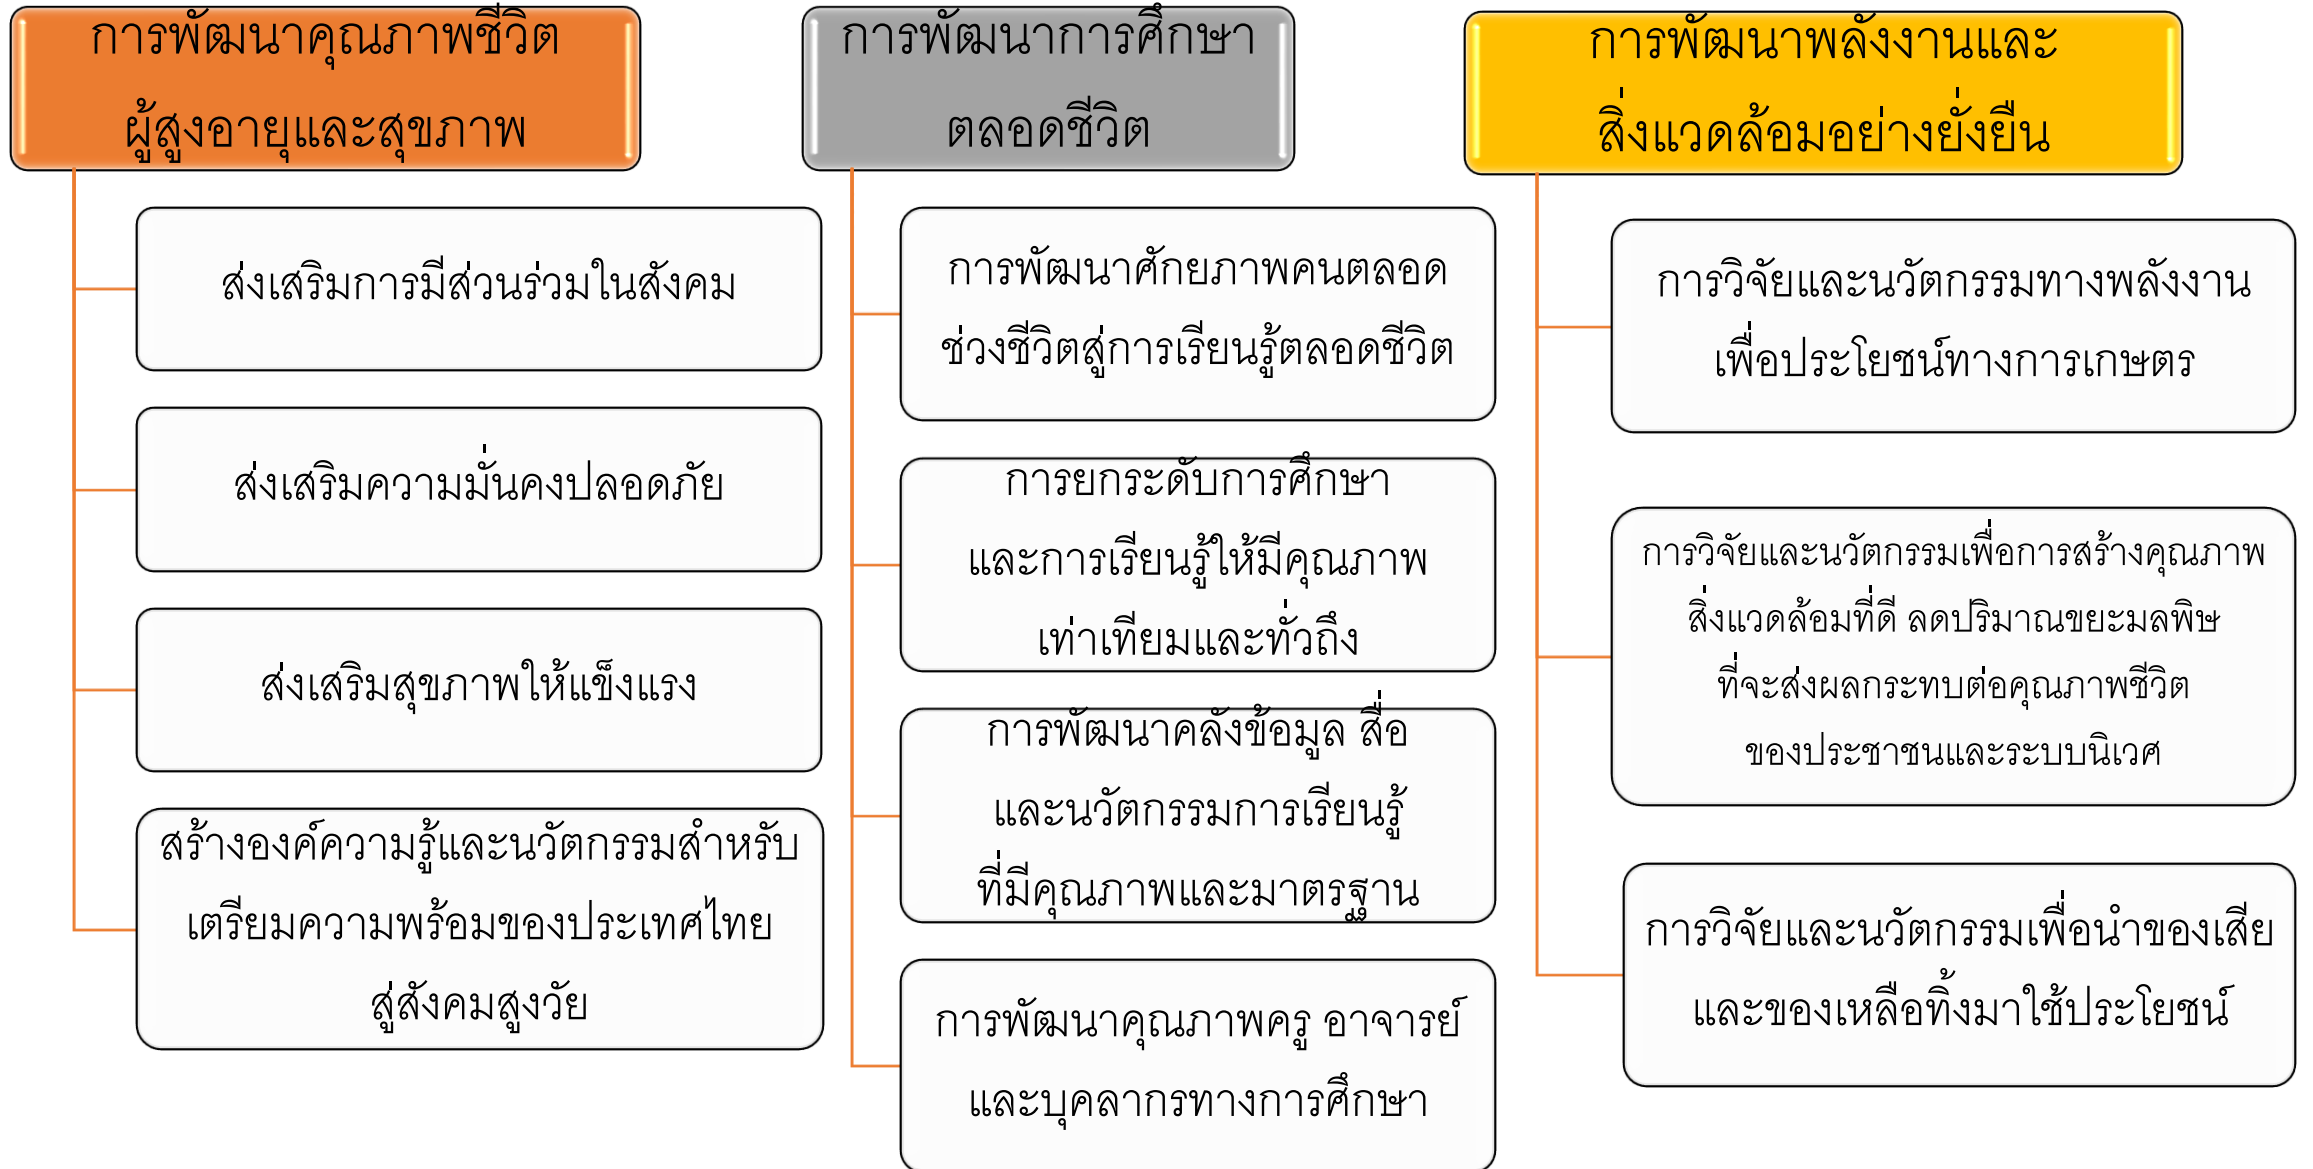 การพัฒนาคุณภาพชีวิต
ผู้สูงอายุและสุขภาพ
ส่งเสริมการมีส่วนร่วมในสังคม
ส่งเสริมความมั่นคงปลอดภัย
ส่งเสริมสุขภาพให้แข็งแรง
สร้างองค์ความรู้และนวัตกรรมสำหรับ
เตรียมความพร้อมของประเทศไทย
สู่สังคมสูงวัย
การพัฒนาการศึกษา
ตลอดชีวิต
การพัฒนาศักยภาพคนตลอด
ช่วงชีวิตสู่การเรียนรู้ตลอดชีวิต
การยกระดับการศึกษา
และการเรียนรู้ให้มีคุณภาพ
เท่าเทียมและทั่วถึง
การพัฒนาคลังข้อมูล สื่อ
และนวัตกรรมการเรียนรู้
ที่มีคุณภาพและมาตรฐาน
การพัฒนาคุณภาพครู อาจารย์
และบุคลากรทางการศึกษา
การพัฒนาพลังงานและ
สิ่งแวดล้อมอย่างยั่งยืน
การวิจัยและนวัตกรรมทางพลังงาน
เพื่อประโยชน์ทางการเกษตร
การวิจัยและนวัตกรรมเพื่อการสร้างคุณภาพ
สิ่งแวดล้อมที่ดี ลดปริมาณขยะมลพิษ
ที่จะส่งผลกระทบต่อคุณภาพชีวิต
ของประชาชนและระบบนิเวศ
การวิจัยและนวัตกรรมเพื่อนำของเสีย
และของเหลือทิ้งมาใช้ประโยชน์